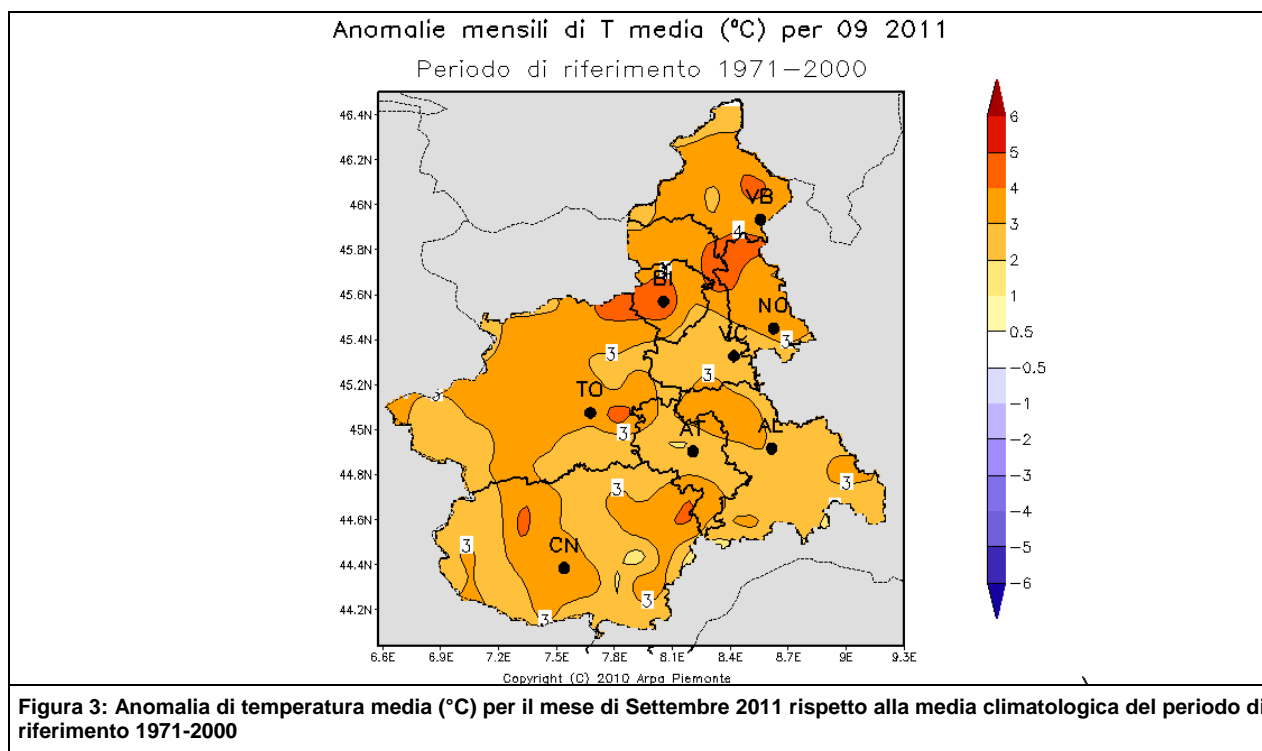 Anomalie mensili di T media (ºC) per 09 2011
Periodo di riferimento 1971-2000
46.4N
46.2N
46N
45.8N
45.6N
45.4N
45.2N
45N
44.8N
44.6N
44.4N
44.2N
6.6E 6.9E 7.2E 7.5E 7.8E 8.1E 8.4E 8.7E 9E 9.3E
VB
4
BI
NO
3
VC
3
3
TO
3
AT
AL
3
3
3
CN
3
3
6
5
4
3
2
1
0.5
-0.5
-1
-2
-3
-4
-5
-6
Copyright (C) 2010 Arpa Piemonte
Figura 3: Anomalia di temperatura media (°C) per il mese di Settembre 2011 rispetto alla media climatologica del periodo di
riferimento 1971-2000